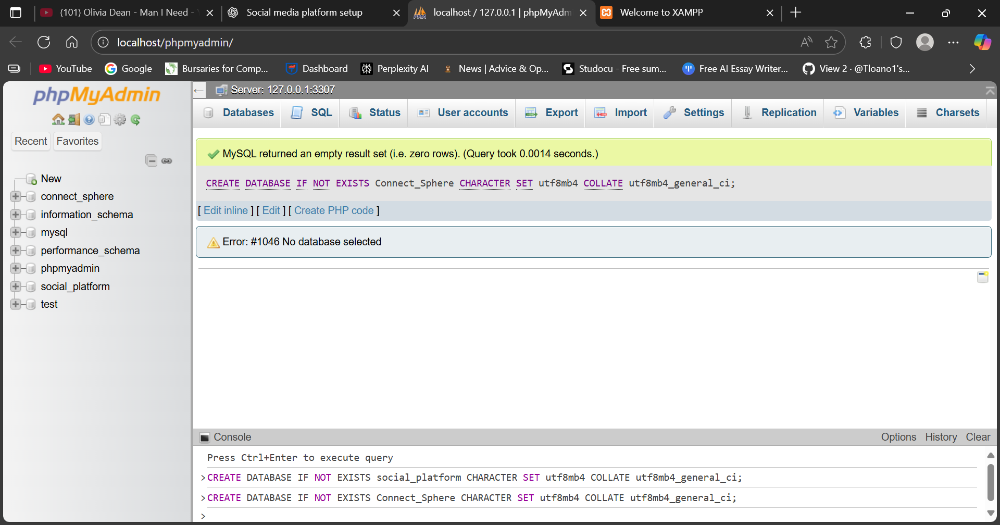 (101) Olivia Dean - Man I Need -
Social media platform setup
localhost / 127.0.0.1 | phpMyAdm
Welcome to XAMPP
localhost/phpmyadmin/
YouTube
Google
Bursaries for Comp...
Dashboard
Perplexity AI
News | Advice & Op...
Studocu - Free sum...
Free AI Essay Writer...
View 2 · @Tloano1's...
phpMyAdmin
Recent
Favorites
New
connect_sphere
information_schema
mysql
performance_schema
phpmyadmin
social_platform
test
Server: 127.0.0.1:3307
Databases
SQL
Status
User accounts
Export
Import
Settings
Replication
Variables
Charsets
MySQL returned an empty result set (i.e. zero rows). (Query took 0.0014 seconds.)
CREATE DATABASE IF NOT EXISTS Connect_Sphere CHARACTER SET utf8mb4 COLLATE utf8mb4_general_ci;
[ Edit inline ] [ Edit ] [ Create PHP code ]
Error: #1046 No database selected
Console
Options
History
Clear
Press Ctrl+Enter to execute query
>CREATE DATABASE IF NOT EXISTS social_platform CHARACTER SET utf8mb4 COLLATE utf8mb4_general_ci;
>CREATE DATABASE IF NOT EXISTS Connect_Sphere CHARACTER SET utf8mb4 COLLATE utf8mb4_general_ci;
>